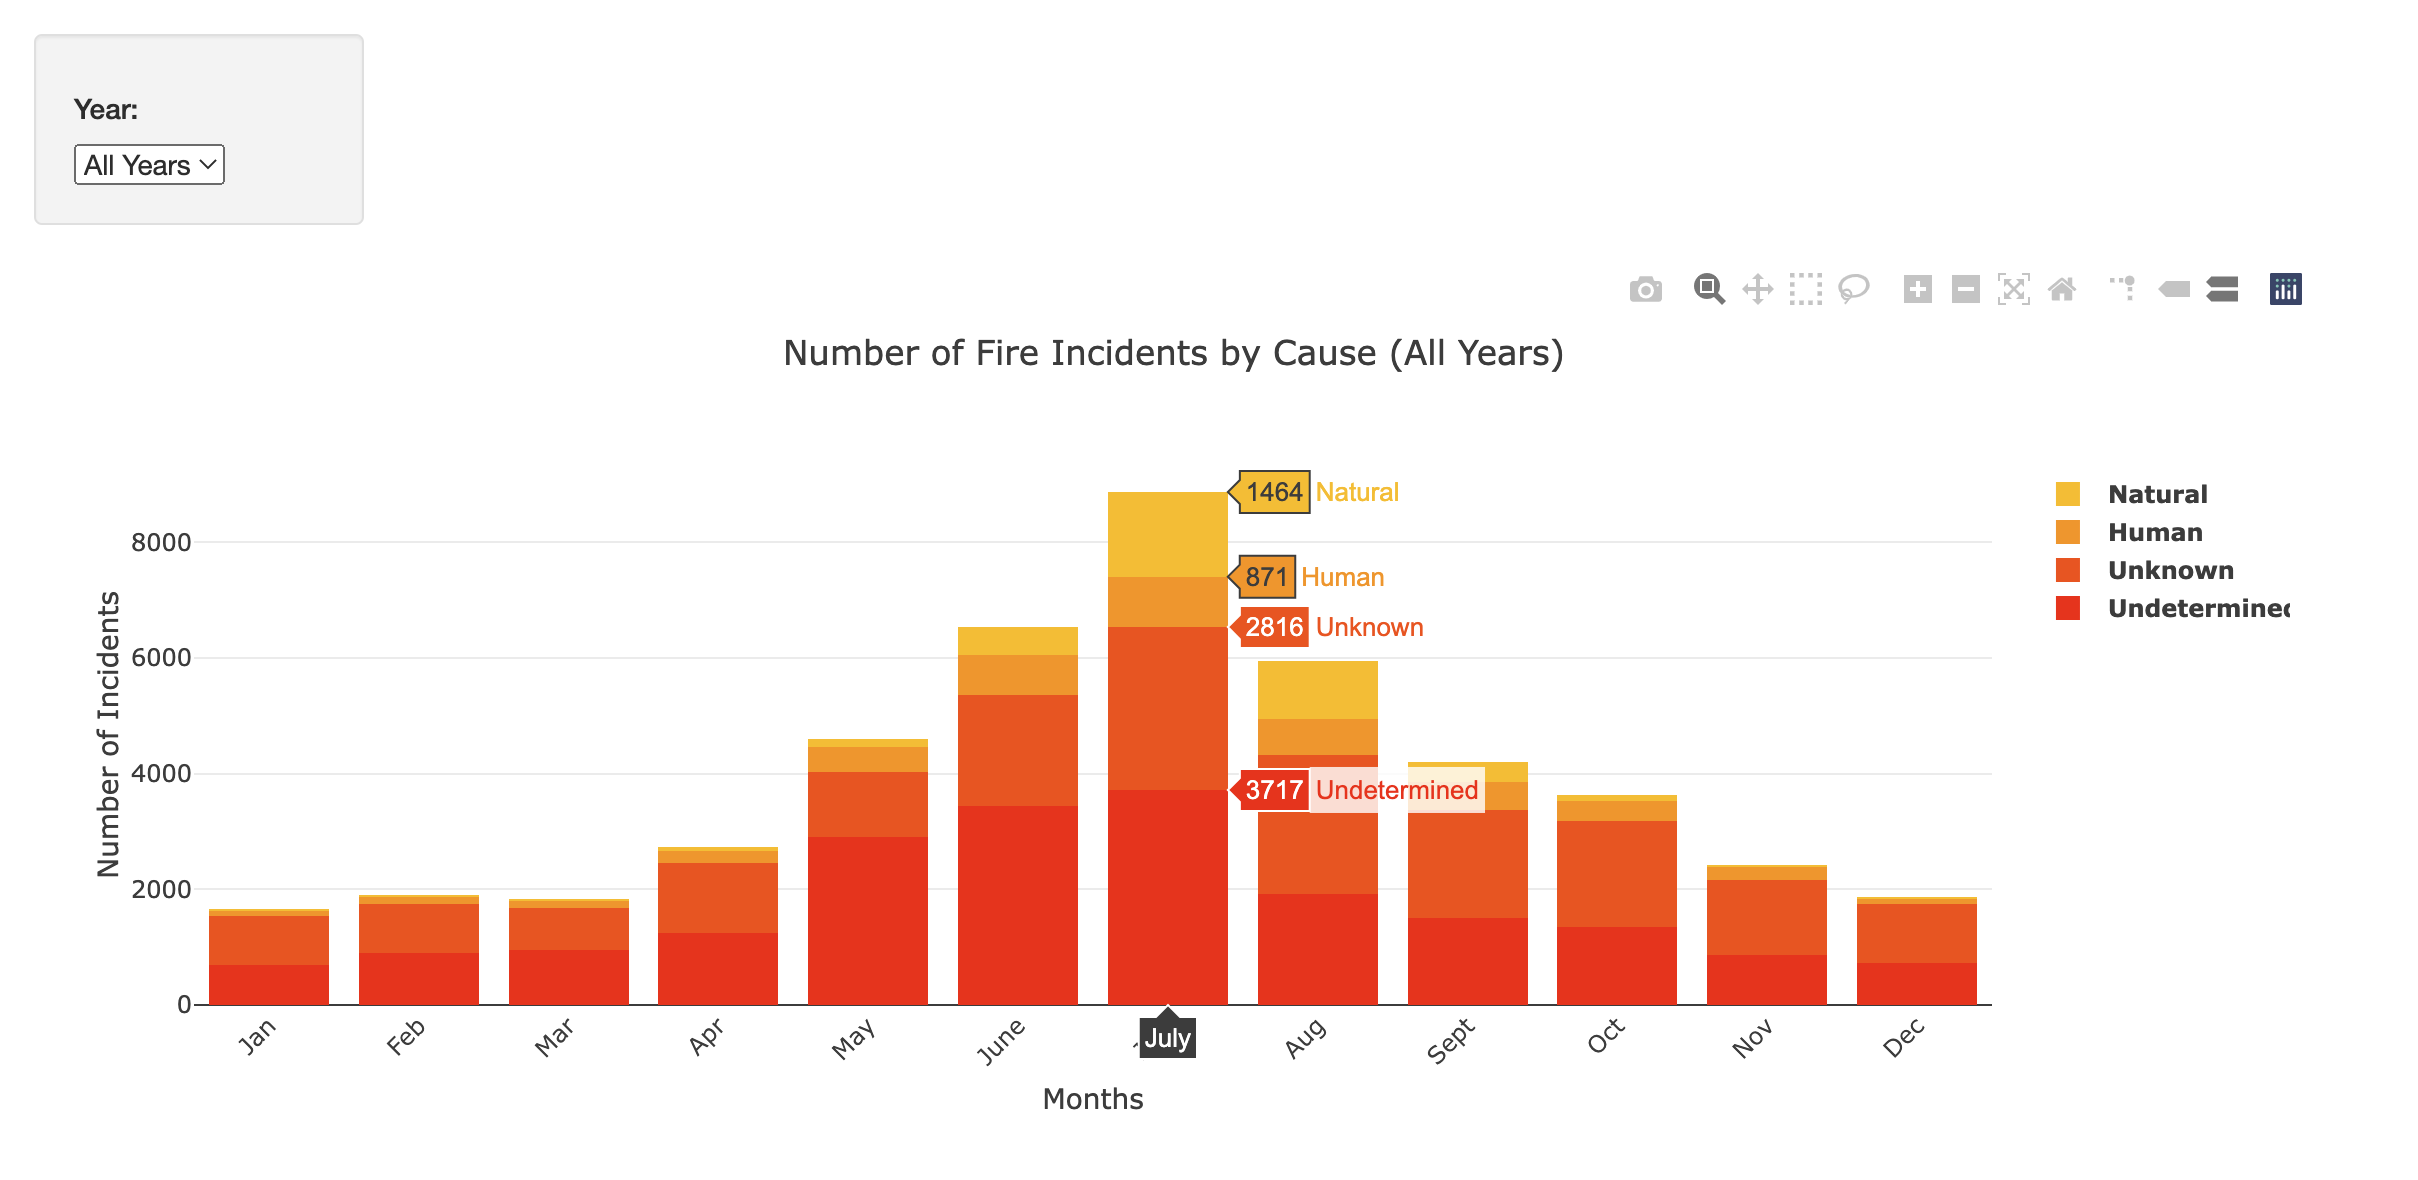 Year:
All Years
Number of Fire Incidents by Cause (All Years)
1464 Natural
871 Human
2816 Unknown
3717 Undetermined
Natural
Human
Unknown
Undetermined
Number of Incidents
8000
6000
4000
2000
0
Jan
Feb
Mar
Apr
May
June
July
Aug
Sept
Oct
Nov
Dec
Months